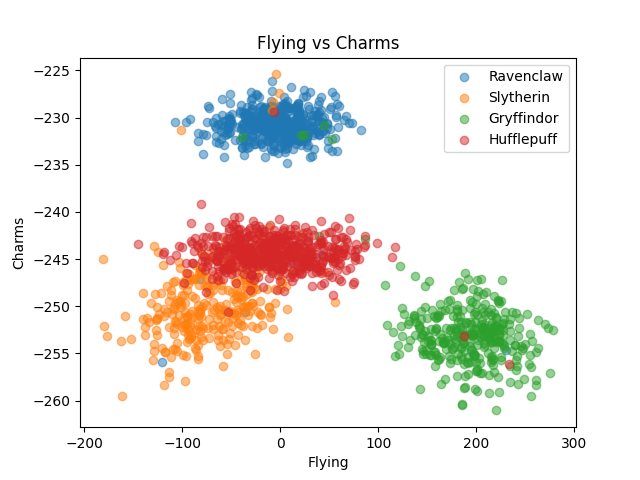 Flying vs Charms
Ravenclaw
Slytherin
Gryffindor
Hufflepuff
Charms
−225
−230
−235
−240
−245
−250
−255
−260
−200
−100
0
100
200
300
Flying